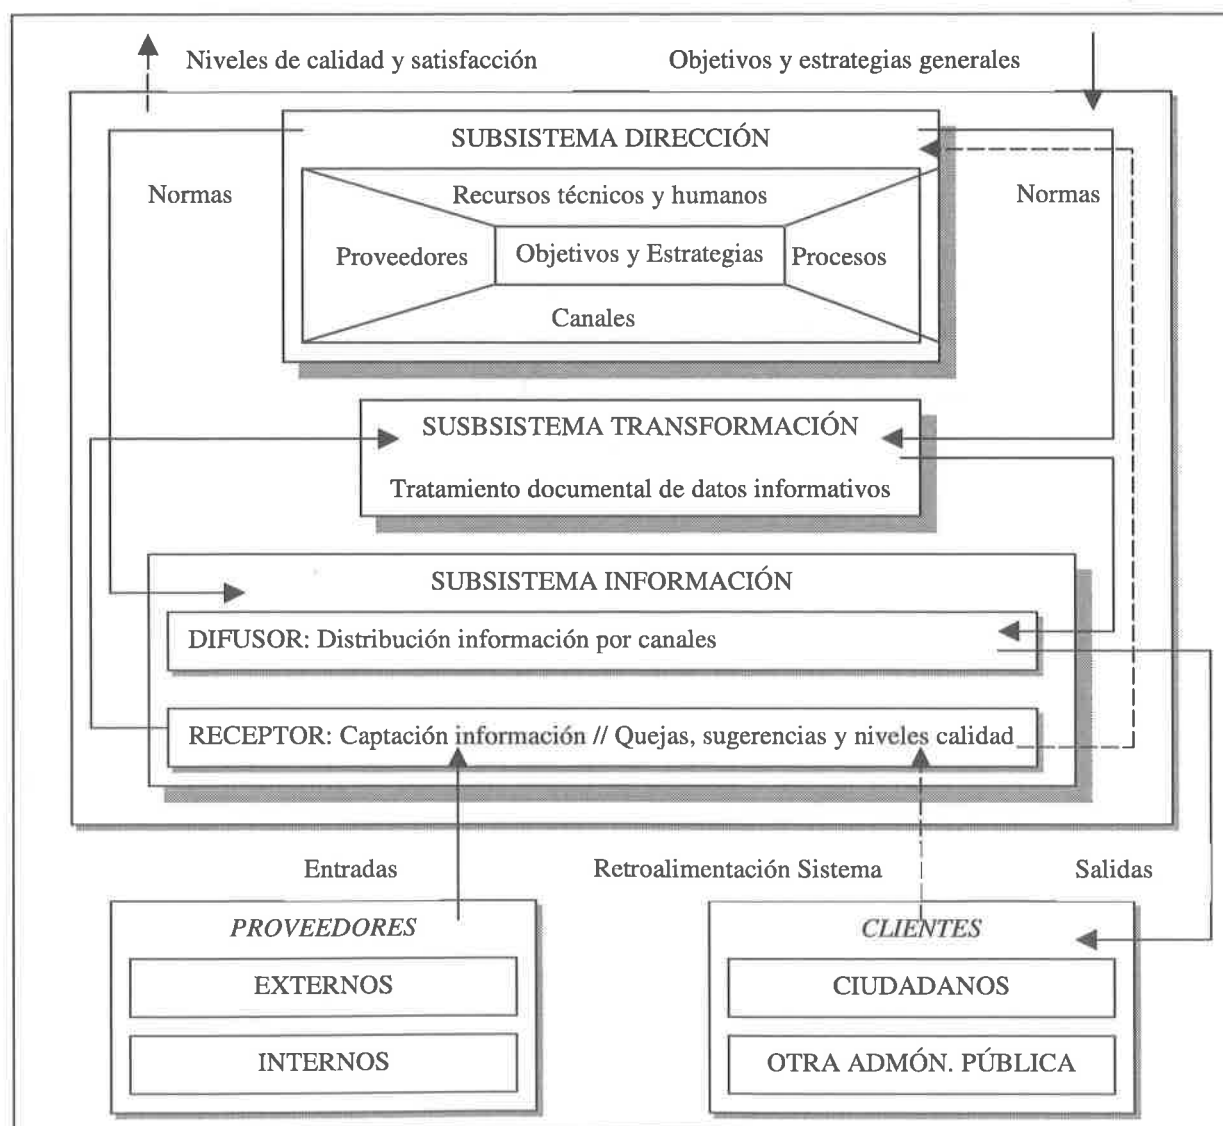 Niveles de calidad y satisfacción
Objetivos y estrategias generales
SUBSISTEMA DIRECCIÓN
Normas
Recursos técnicos y humanos
Normas
Proveedores
Objetivos y Estrategias
Procesos
Canales
SUSBSISTEMA TRANSFORMACIÓN
Tratamiento documental de datos informativos
SUBSISTEMA INFORMACIÓN
DIFUSOR: Distribución información por canales
RECEPTOR: Captación información // Quejas, sugerencias y niveles calidad
Entradas
Retroalimentación Sistema
Salidas
PROVEEDORES
CLIENTES
EXTERNOS
CIUDADANOS
INTERNOS
OTRA ADMÓN. PÚBLICA